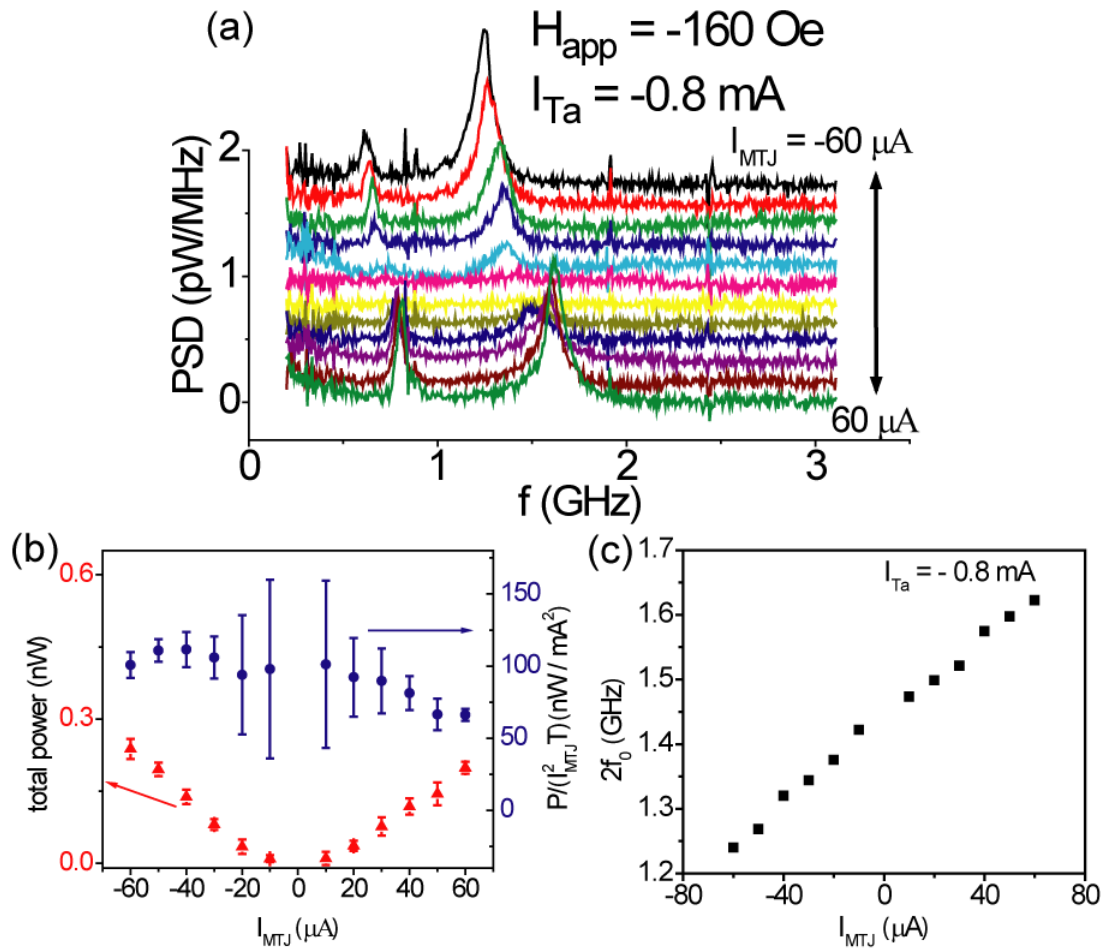 (a)
H_app = -160 Oe
I_Ta = -0.8 mA
I_MTJ = -60 µA
60 µA
PSD (pW/MHz)
2
1
0
0 1 2 3
f (GHz)
(b)
total power (nW)
0.6
0.3
0.0
150
100
50
0
P/(I²_MTJ T) (nW/mA²)
-60 -40 -20 0 20 40 60
I_MTJ (µA)
(c)
I_Ta = - 0.8 mA
2f_0 (GHz)
1.7
1.6
1.5
1.4
1.3
1.2
-80 -40 0 40 80
I_MTJ (µA)